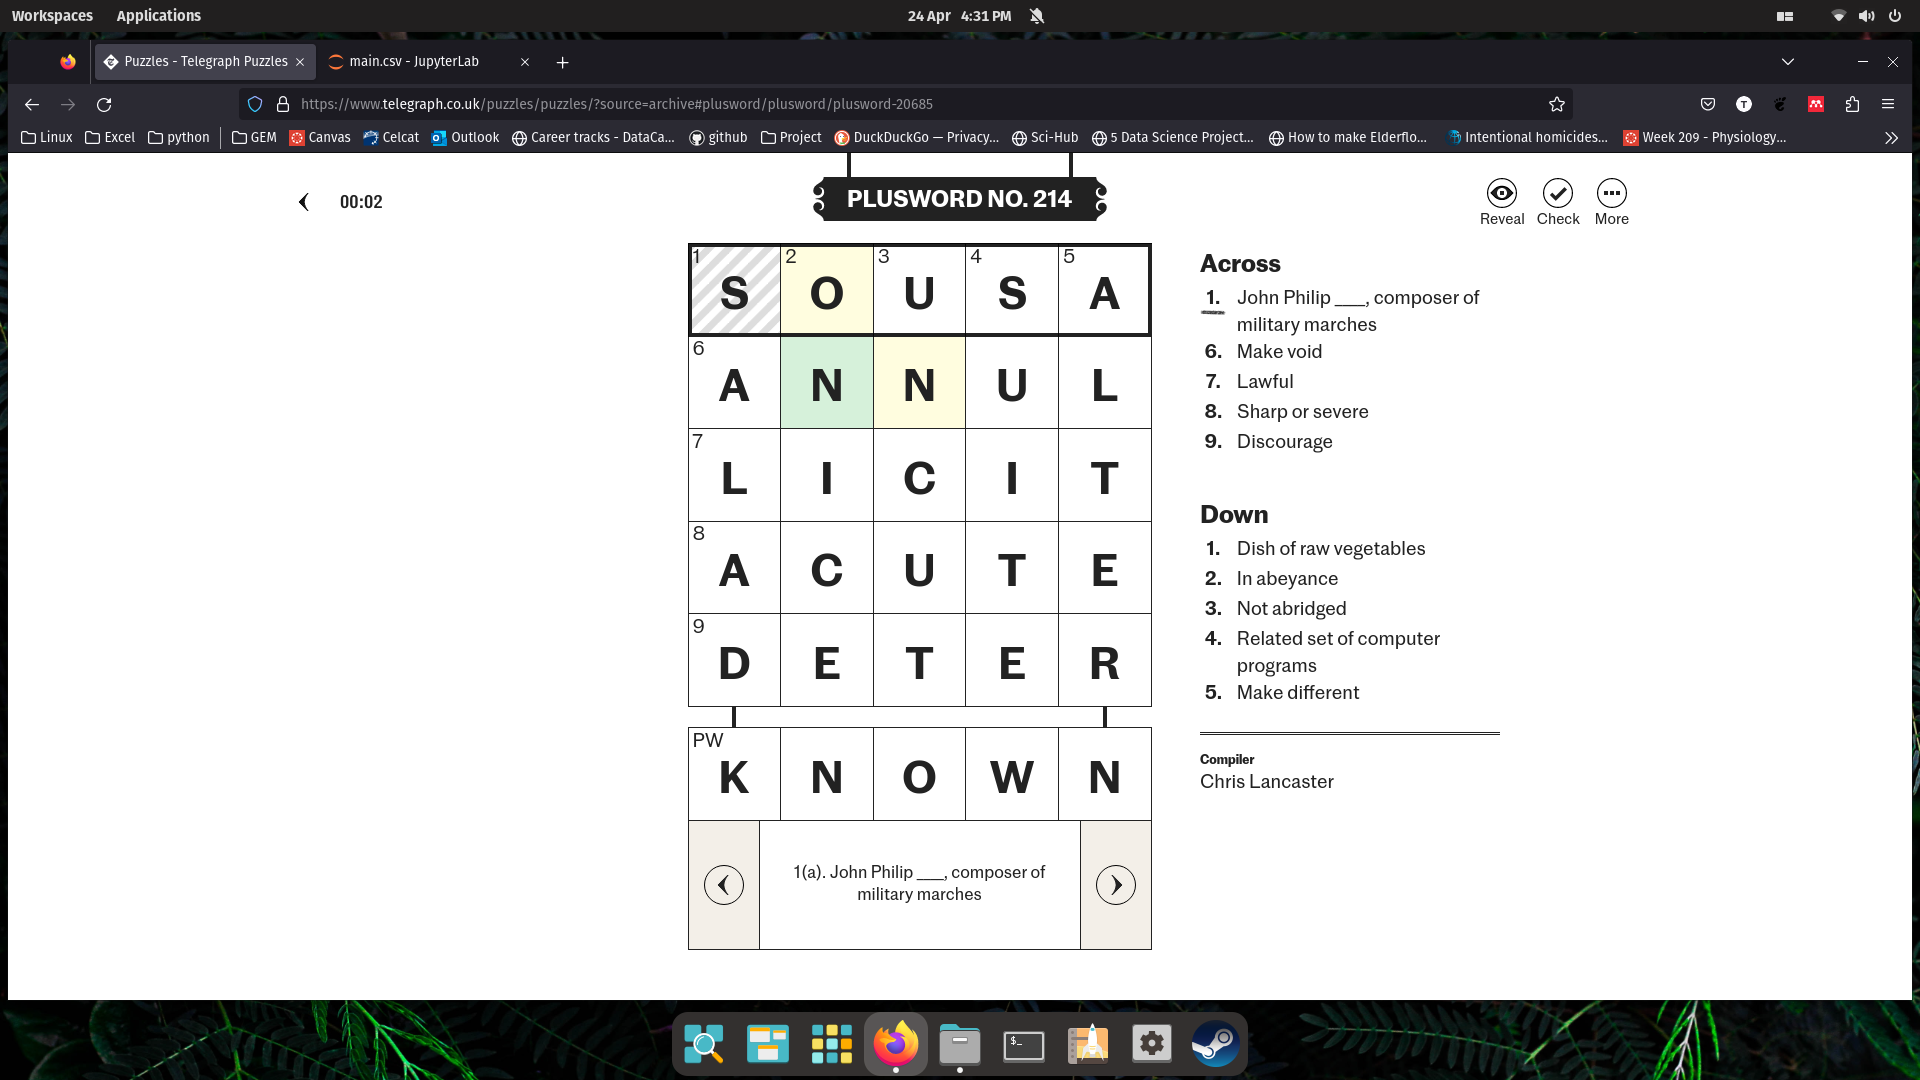 Workspaces Applications 24 Apr 4:31 PM
Puzzles - Telegraph Puzzles main.csv - JupyterLab
https://www.telegraph.co.uk/puzzles/puzzles/?source=archive#plusword/plusword/plusword-20685
Linux Excel python GEM Canvas Celcat Outlook Career tracks - DataCa... github Project DuckDuckGo — Privacy... Sci-Hub 5 Data Science Project... How to make Elderflo... Intentional homicides... Week 209 - Physiology...
00:02
PLUSWORD NO. 214
Reveal Check More
1 S 2 O 3 U 4 S 5 A
6 A N N U L
7 L I C I T
8 A C U T E
9 D E T E R
PW K N O W N
1(a). John Philip ___, composer of
military marches
Across
1. John Philip ___, composer of
military marches
6. Make void
7. Lawful
8. Sharp or severe
9. Discourage
Down
1. Dish of raw vegetables
2. In abeyance
3. Not abridged
4. Related set of computer
programs
5. Make different
Compiler
Chris Lancaster